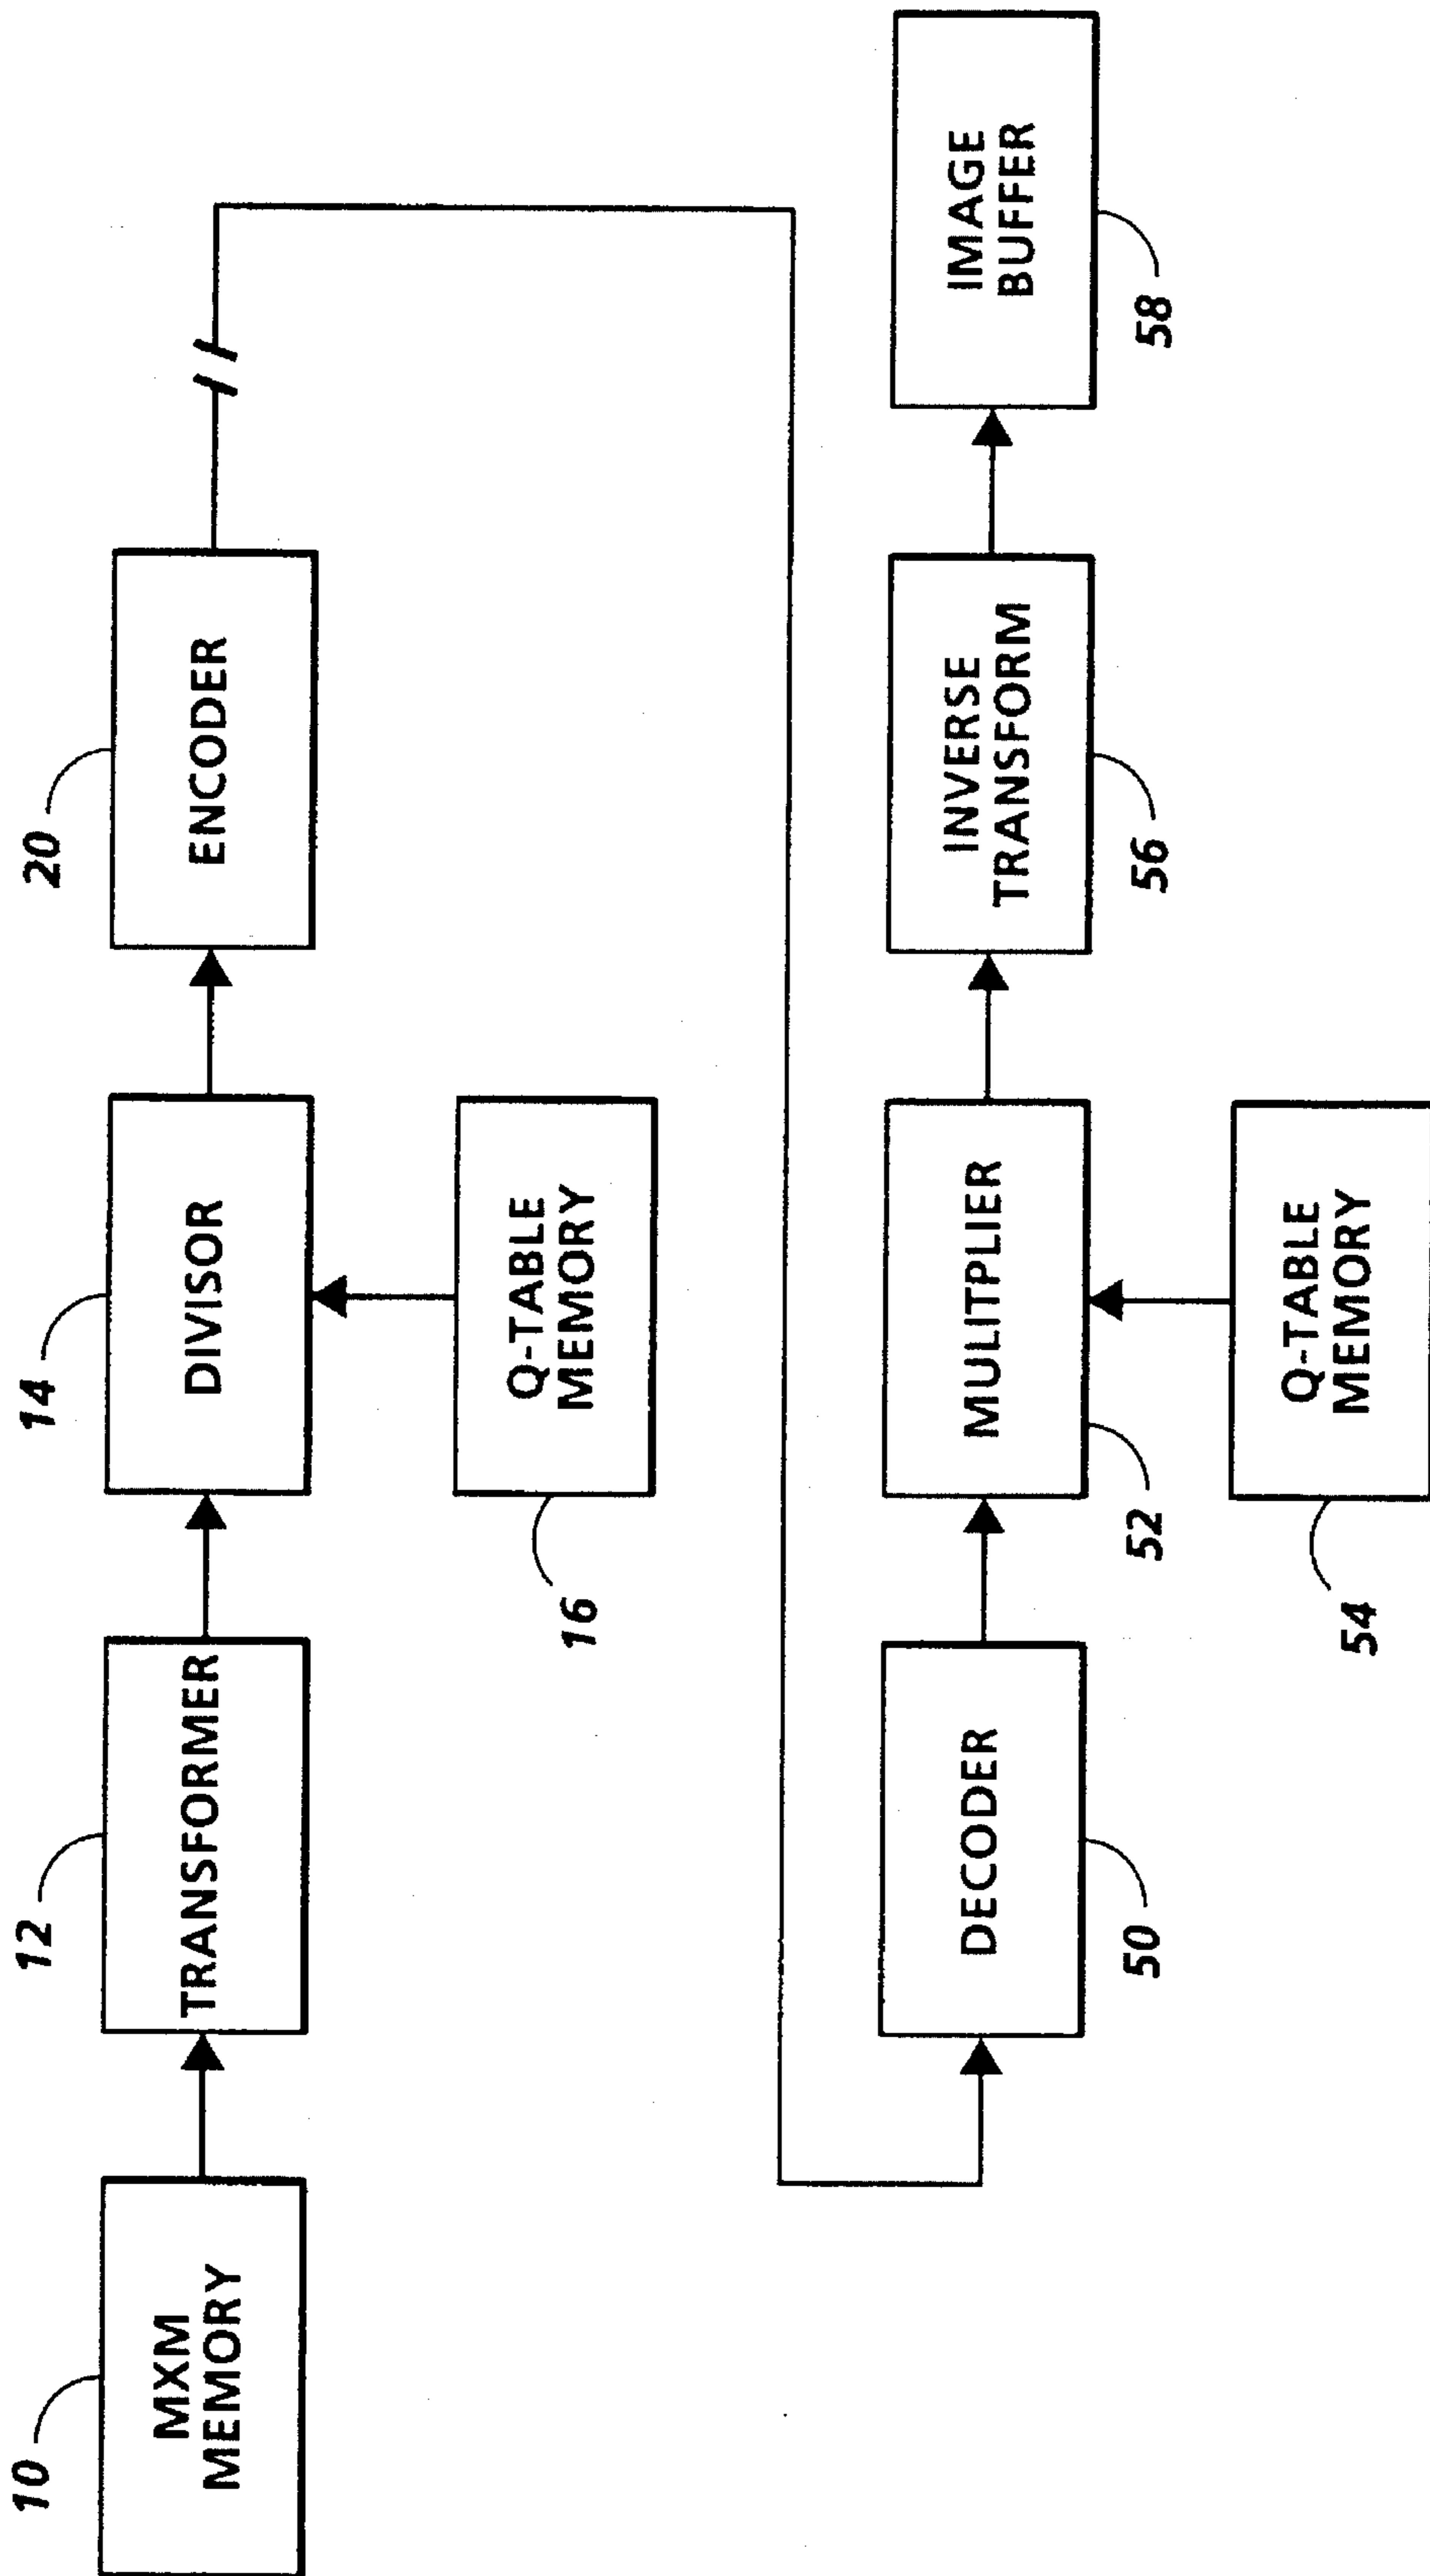 10
MXM
MEMORY
12
TRANSFORMER
14
DIVISOR
16
Q-TABLE
MEMORY
20
ENCODER
50
DECODER
52
MULITPLIER
54
Q-TABLE
MEMORY
56
INVERSE
TRANSFORM
58
IMAGE
BUFFER